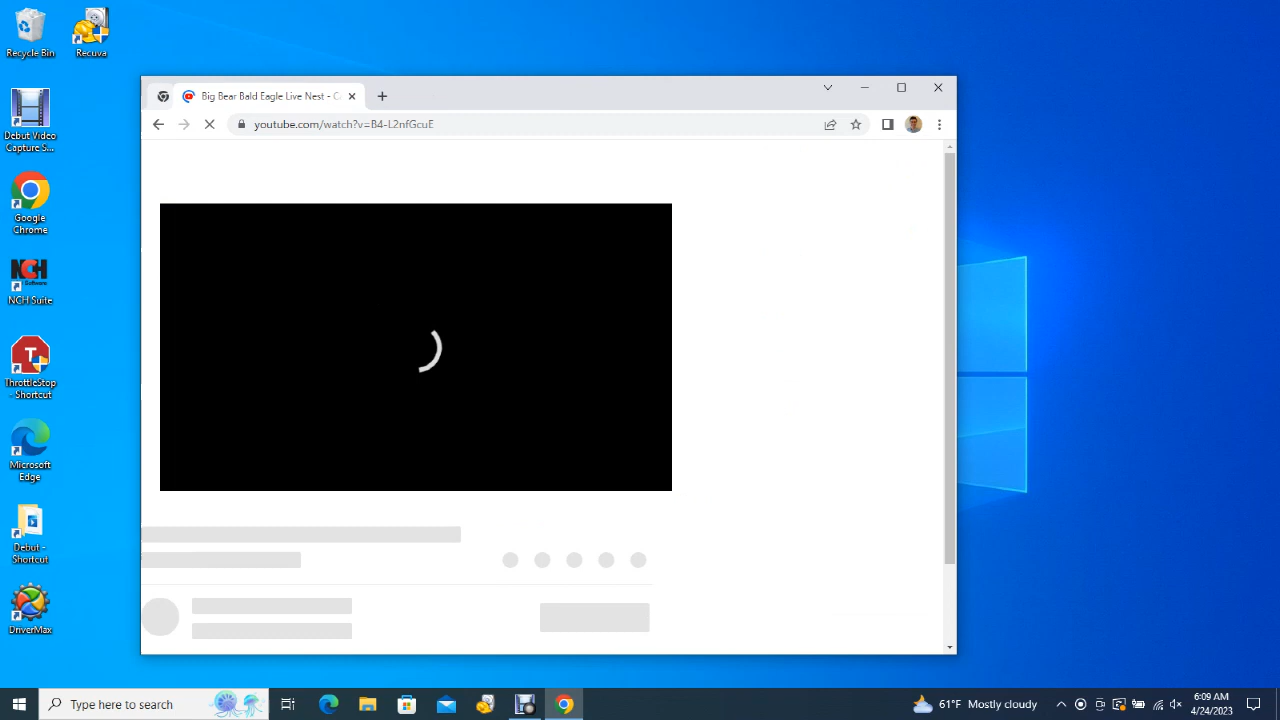 Recycle Bin
Recuva
Debut Video
Capture S...
Google
Chrome
NCH
Software
NCH Suite
T
ThrottleStop
- Shortcut
Microsoft
Edge
Debut -
Shortcut
DriverMax
Big Bear Bald Eagle Live Nest - C
youtube.com/watch?v=B4-L2nfGcuE
Type here to search
61°F Mostly cloudy
6:09 AM
4/24/2023